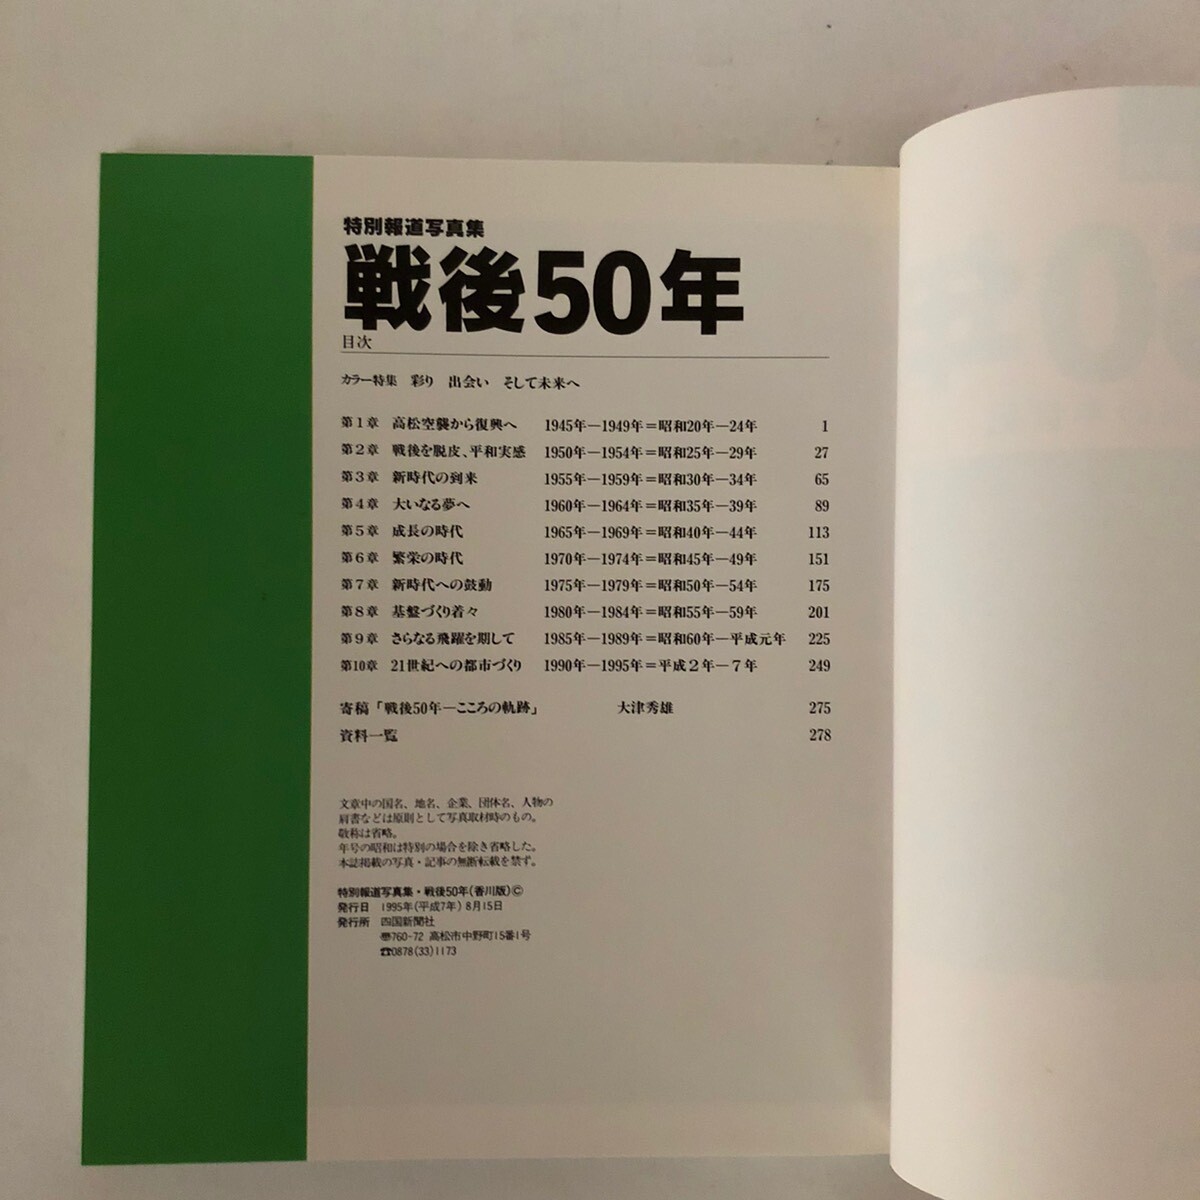 特別報道写真集
戦後50年
目次
カラー特集　彩り　出会い　そして未来へ
第1章　高松空襲から復興へ　1945年―1949年＝昭和20年―24年　1
第2章　戦後を脱皮、平和実感　1950年―1954年＝昭和25年―29年　27
第3章　新時代の到来　1955年―1959年＝昭和30年―34年　65
第4章　大いなる夢へ　1960年―1964年＝昭和35年―39年　89
第5章　成長の時代　1965年―1969年＝昭和40年―44年　113
第6章　繁栄の時代　1970年―1974年＝昭和45年―49年　151
第7章　新時代への鼓動　1975年―1979年＝昭和50年―54年　175
第8章　基盤づくり着々　1980年―1984年＝昭和55年―59年　201
第9章　さらなる飛躍を期して　1985年―1989年＝昭和60年―平成元年　225
第10章　21世紀への都市づくり　1990年―1995年＝平成２年―７年　249
寄稿「戦後50年―こころの軌跡」　大津秀雄　275
資料一覧　278
文章中の国名、地名、企業、団体名、人物の
肩書などは原則として写真取材時のもの。
敬称は省略。
年号の昭和は特別の場合を除き省略した。
本誌掲載の写真・記事の無断転載を禁ず。
特別報道写真集・戦後50年(香川版)©
発行日　1995年(平成7年) 8月15日
発行所　四国新聞社
〠760-72 高松市中野町15番1号
☎0878(33)1173